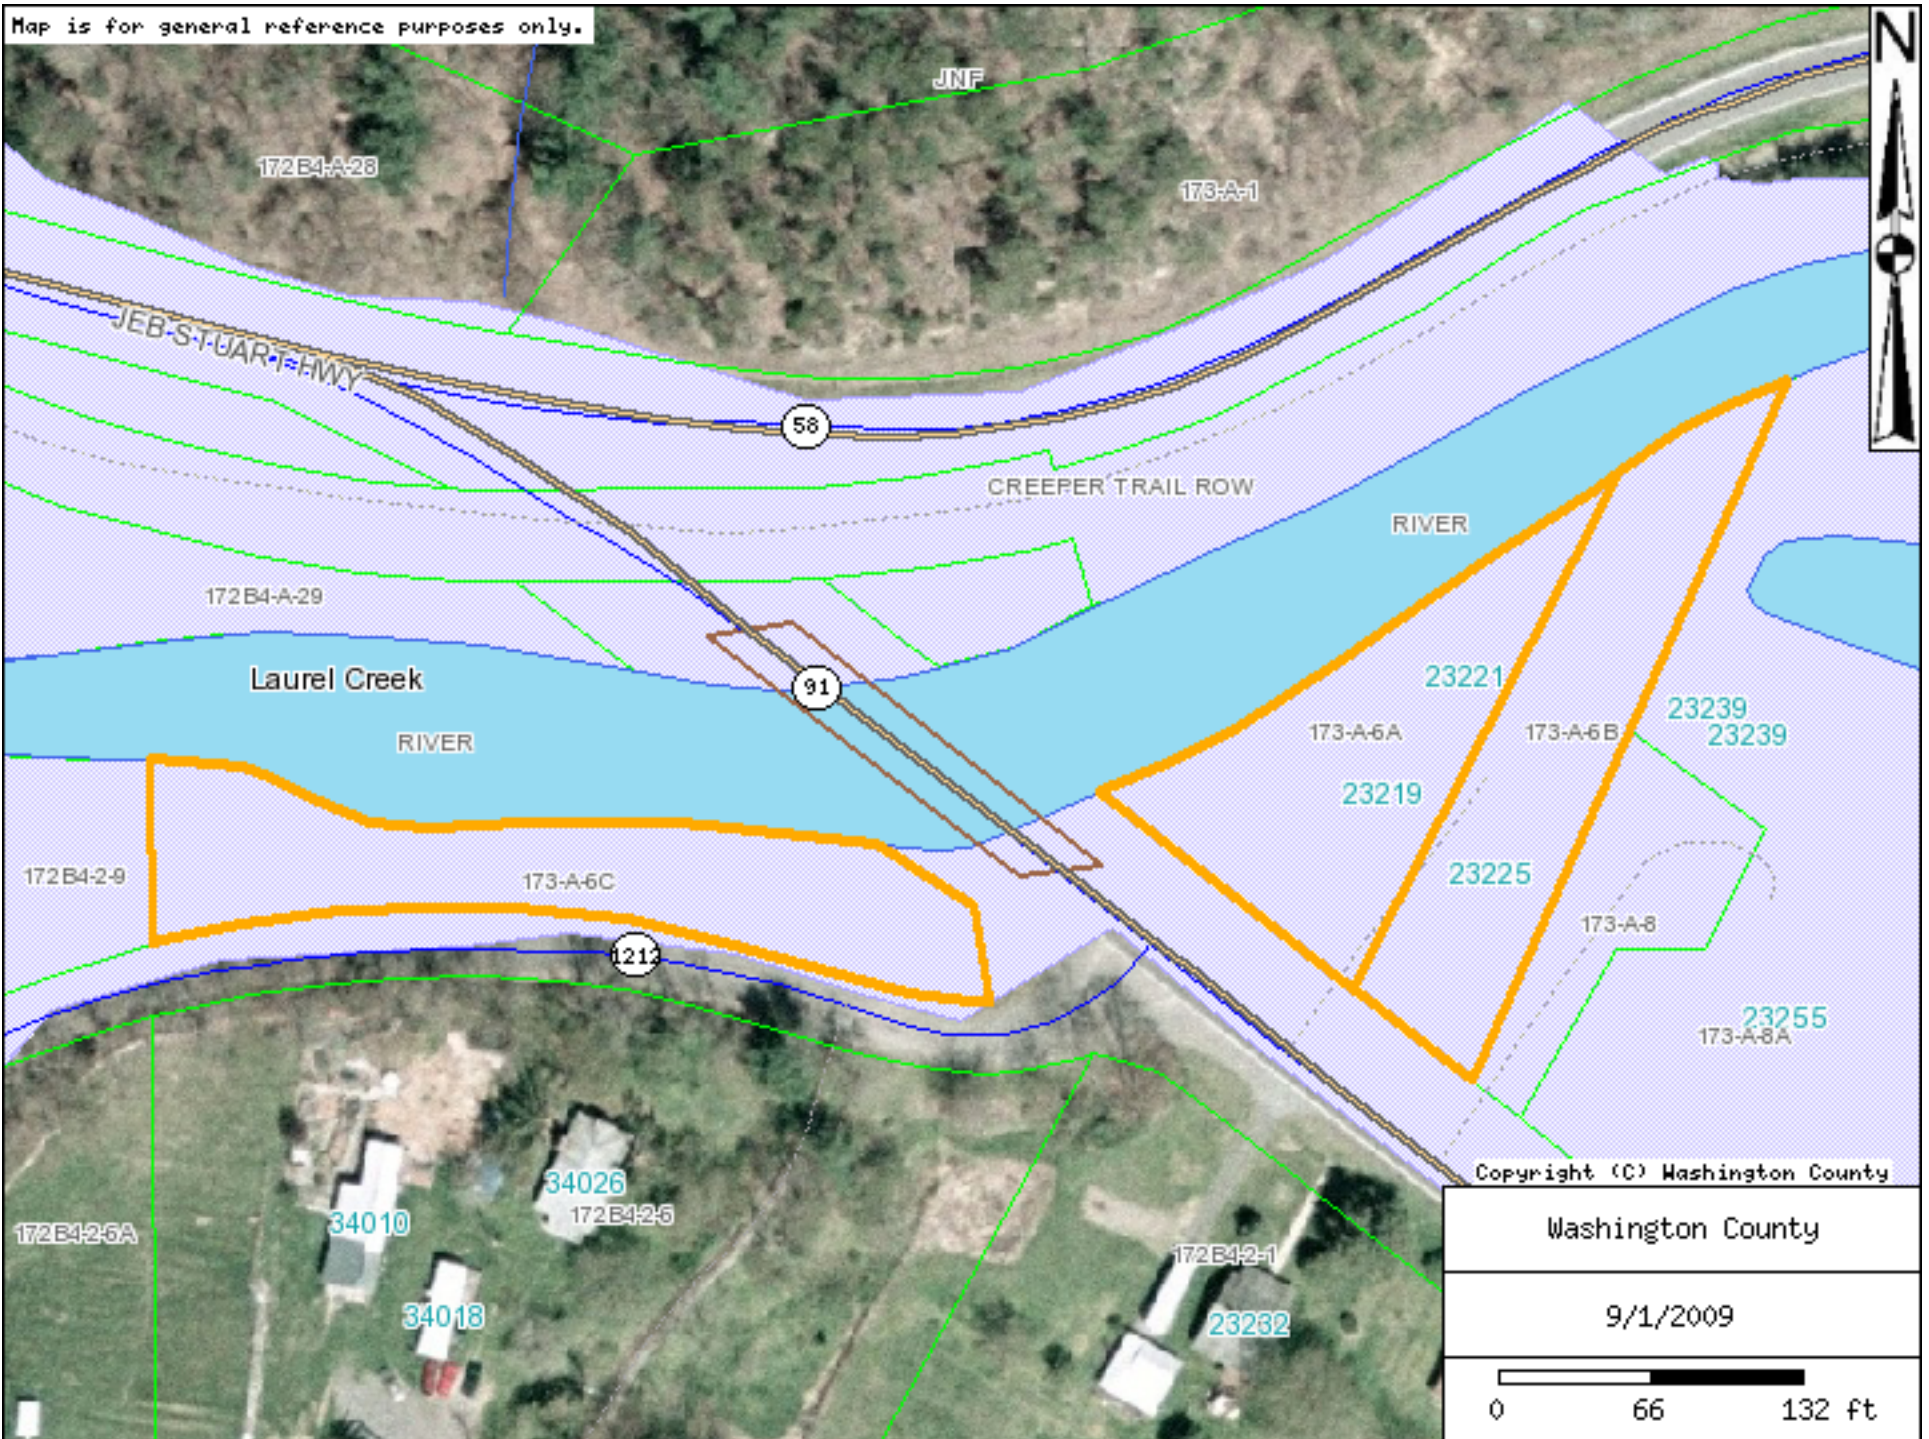 Map is for general reference purposes only.
N
JNF
172B4-A-28
173-A-1
JEB STUART HWY
58
CREEPER TRAIL ROW
RIVER
172B4-A-29
Laurel Creek
91
RIVER
23221
23239
173-A-6A
173-A-6B
23239
23219
172B4-2-9
173-A-6C
23225
173-A-8
1212
23255
173-A-8A
34026
172B4-2-5
34010
172B4-2-6A
172B4-2-1
34018
23232
Copyright (C) Washington County
Washington County
9/1/2009
0 66 132 ft